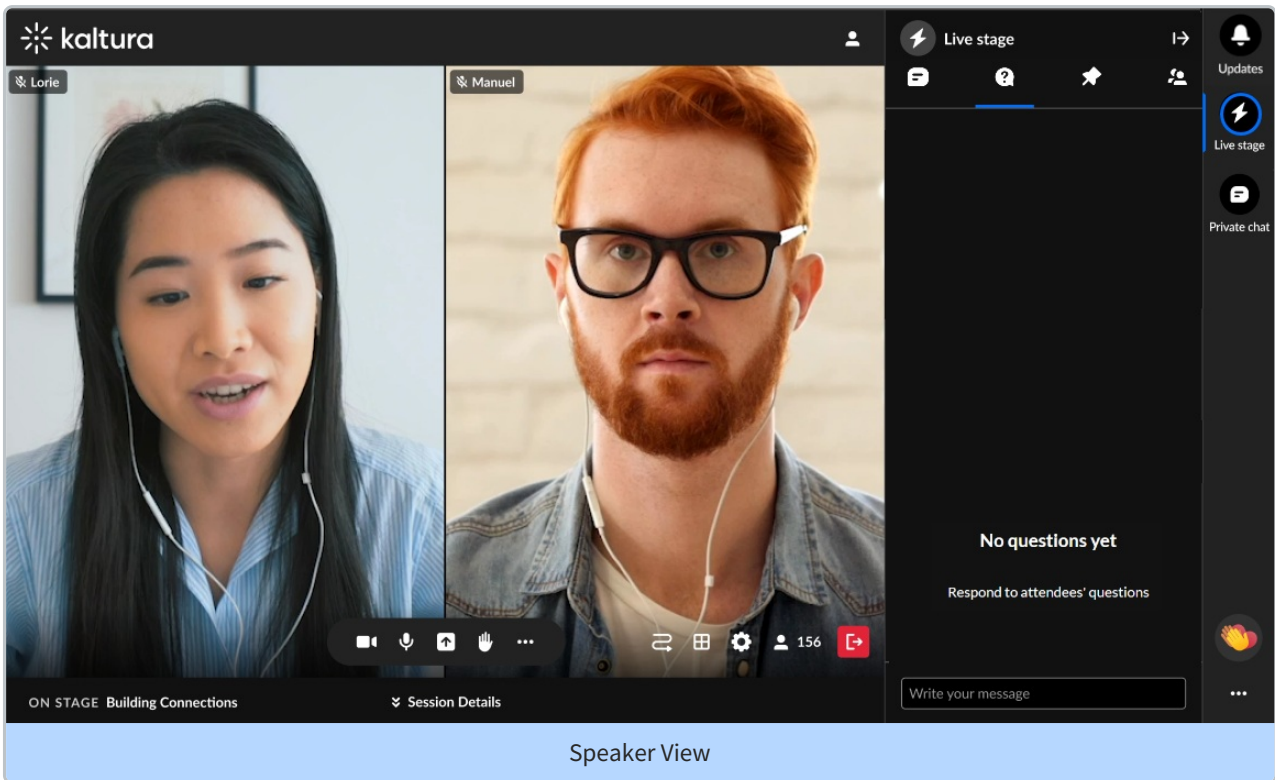 kaltura
Lorie
Manuel
156
ON STAGE Building Connections
Session Details
Live stage
No questions yet
Respond to attendees' questions
Write your message
Updates
Live stage
Private chat
Speaker View